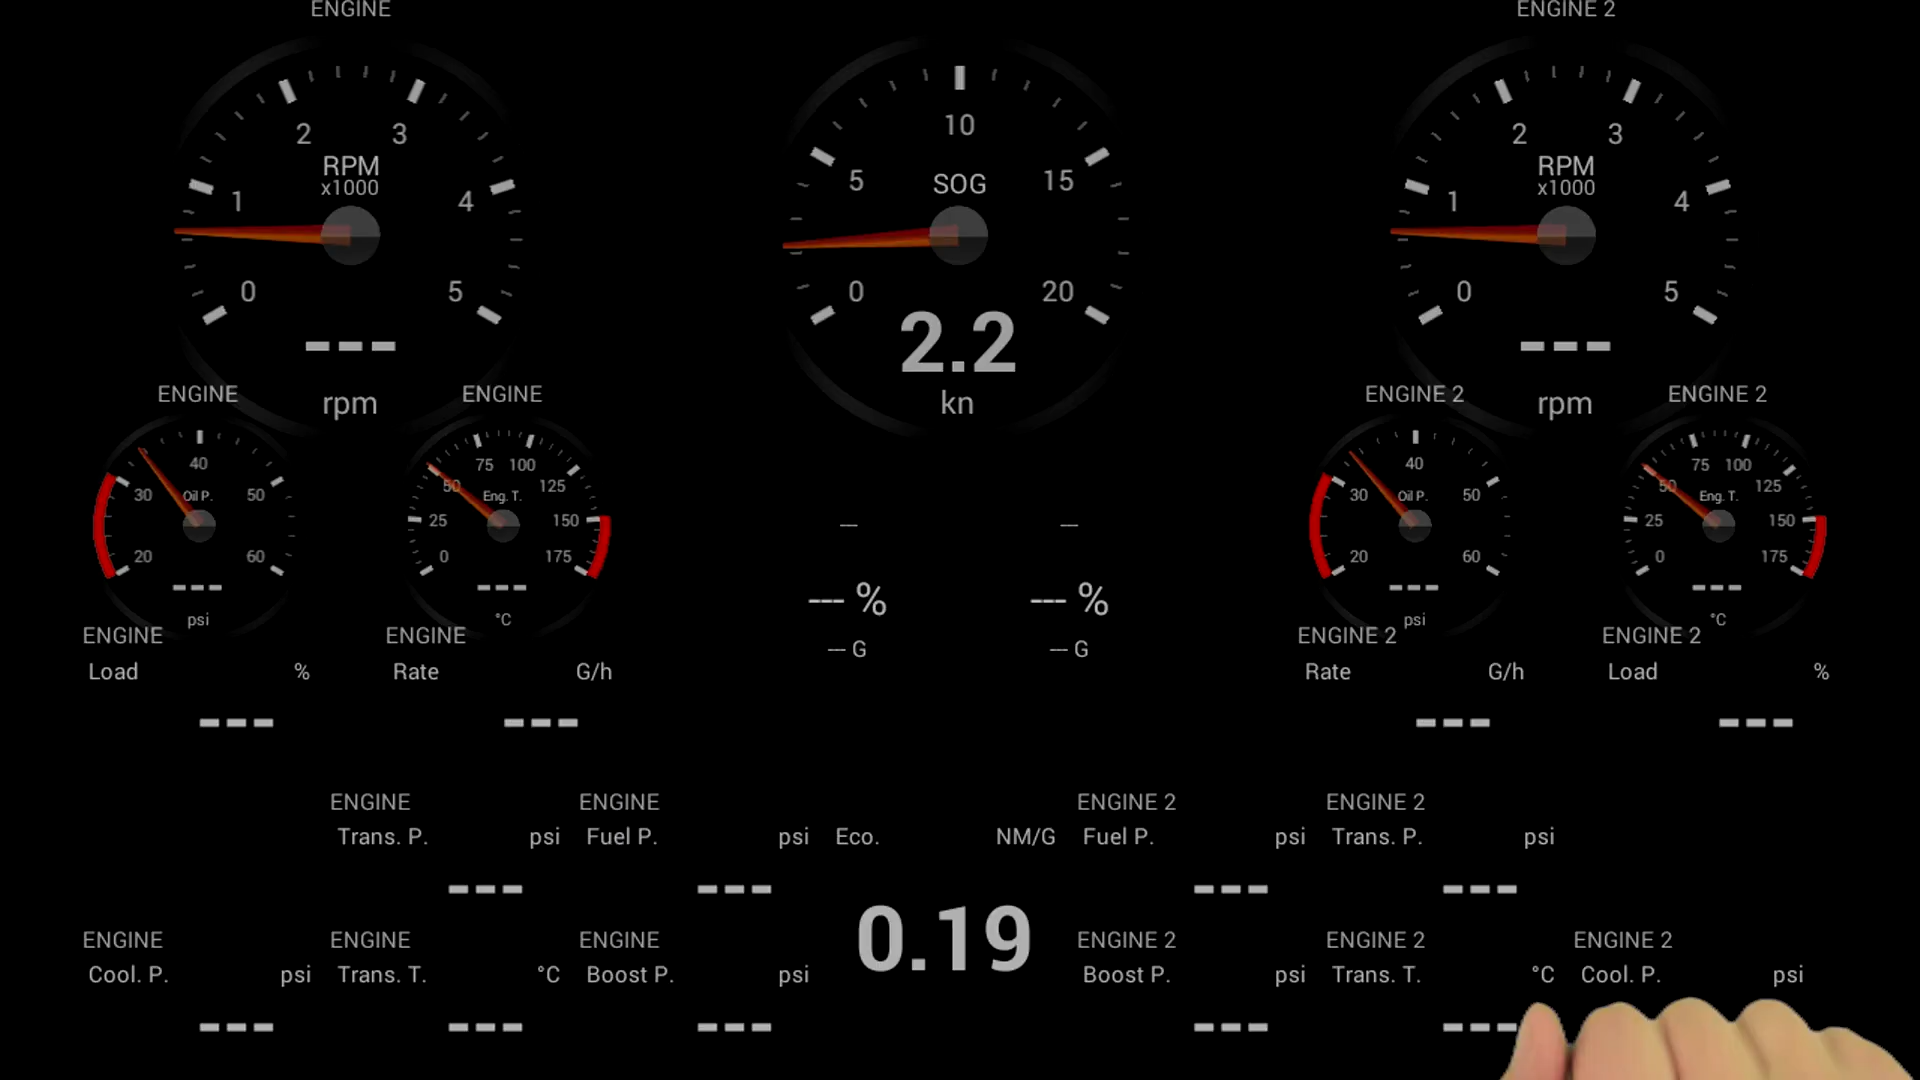 ENGINE
ENGINE 2
2 3
RPM
x1000
1 4
0 5
---
rpm
10
5 SOG 15
0 20
2.2
kn
2 3
RPM
x1000
1 4
0 5
---
rpm
ENGINE
40
30 Oil P. 50
20 60
---
psi
ENGINE
75 100
50 Eng. T. 125
25 150
0 175
---
°C
ENGINE 2
40
30 Oil P. 50
20 60
---
psi
ENGINE 2
75 100
50 Eng. T. 125
25 150
0 175
---
°C
-- --
--- % --- %
-- G -- G
ENGINE
Load %
---
ENGINE
Rate G/h
---
ENGINE 2
Rate G/h
---
ENGINE 2
Load %
---
ENGINE
Trans. P. psi
---
ENGINE
Fuel P. psi
---
Eco. NM/G
0.19
ENGINE 2
Fuel P. psi
---
ENGINE 2
Trans. P. psi
---
ENGINE
Cool. P. psi
---
ENGINE
Trans. T. °C
---
ENGINE
Boost P. psi
---
ENGINE 2
Boost P. psi
---
ENGINE 2
Trans. T. °C
---
ENGINE 2
Cool. P. psi